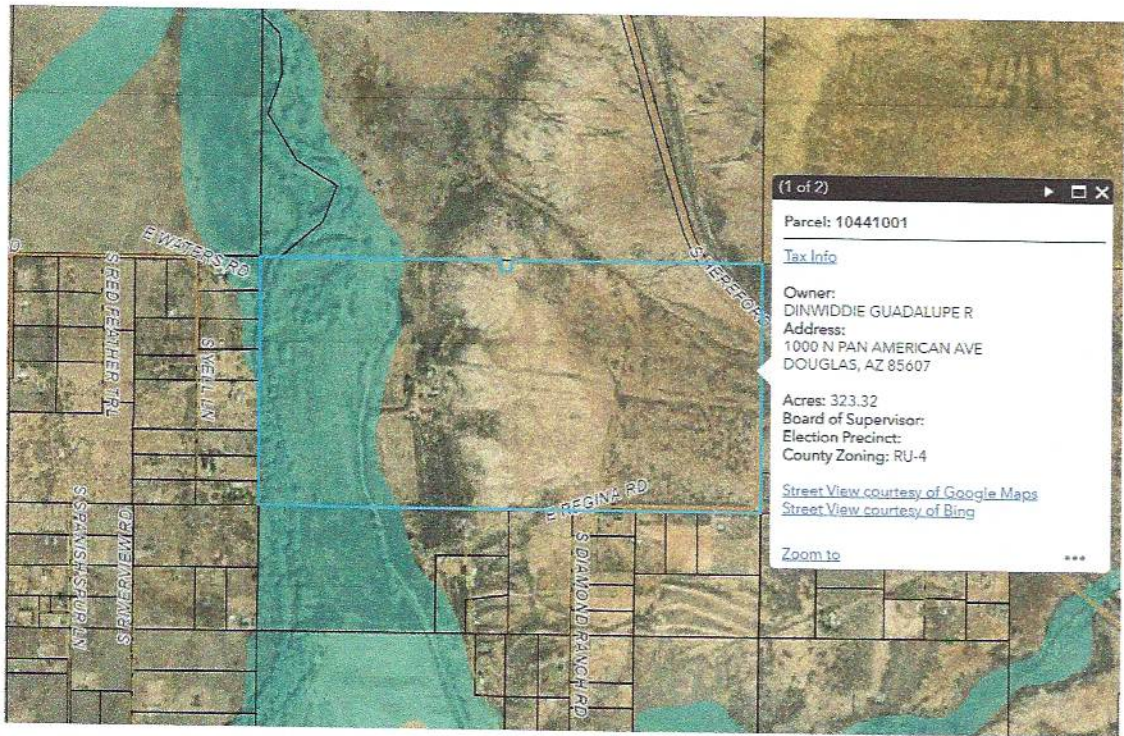 (1 of 2)
Parcel: 10441001
Tax Info
Owner:
DINWIDDIE GUADALUPE R
Address:
1000 N PAN AMERICAN AVE
DOUGLAS, AZ 85607
Acres: 323.32
Board of Supervisor:
Election Precinct:
County Zoning: RU-4
Street View courtesy of Google Maps
Street View courtesy of Bing
Zoom to
D
E WATERS RD
S RED FEATHER TRL
S WEILL LN
S HEREFORD
E REGINA RD
S SPANISH SPUR LN
S RIVERVIEW RD
S DIAMOND RANCH RD